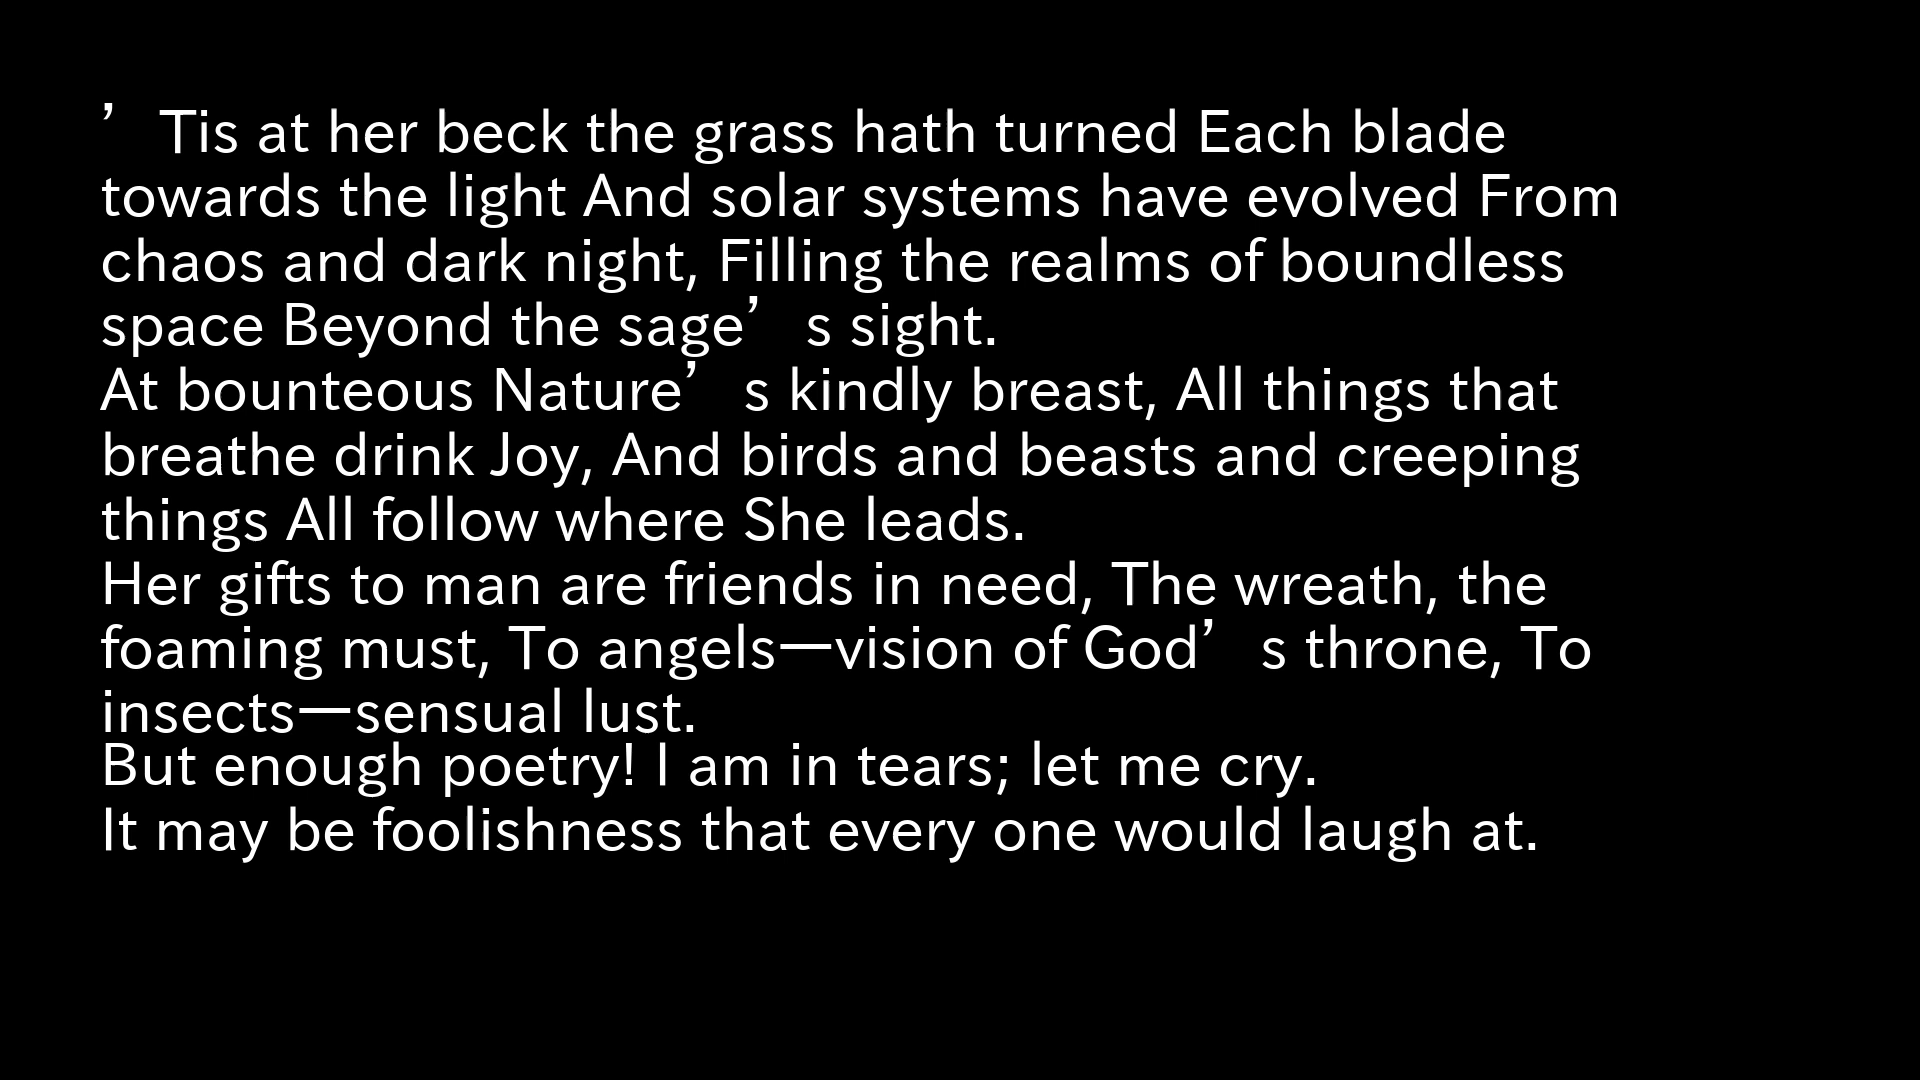 ’Tis at her beck the grass hath turned Each blade
towards the light And solar systems have evolved From
chaos and dark night, Filling the realms of boundless
space Beyond the sage’s sight.
At bounteous Nature’s kindly breast, All things that
breathe drink Joy, And birds and beasts and creeping
things All follow where She leads.
Her gifts to man are friends in need, The wreath, the
foaming must, To angels—vision of God’s throne, To
insects—sensual lust.
But enough poetry! I am in tears; let me cry.
It may be foolishness that every one would laugh at.